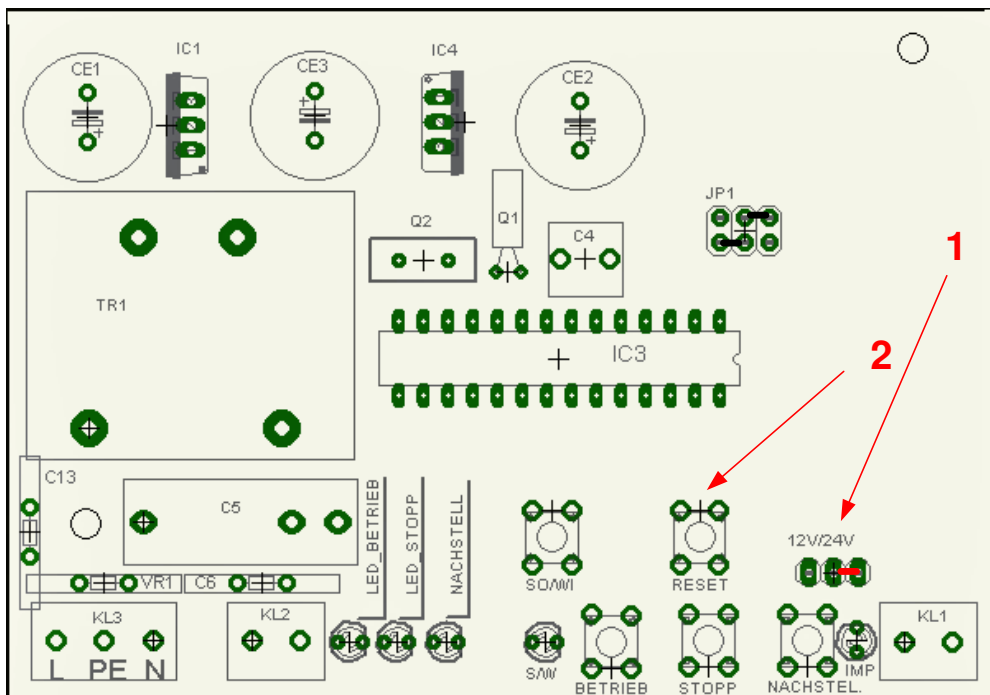 IC1
IC4
CE1
CE3
CE2
JP1
Q2
Q1
C4
1
TR1
2
IC3
C13
C5
LED_BETRIEB
LED_STOPP
NACHSTELL
12V/24V
VR1
C6
SO/WI
RESET
KL3
KL2
KL1
L PE N
S/W
IMP
BETRIEB
STOPP
NACHSTEL.